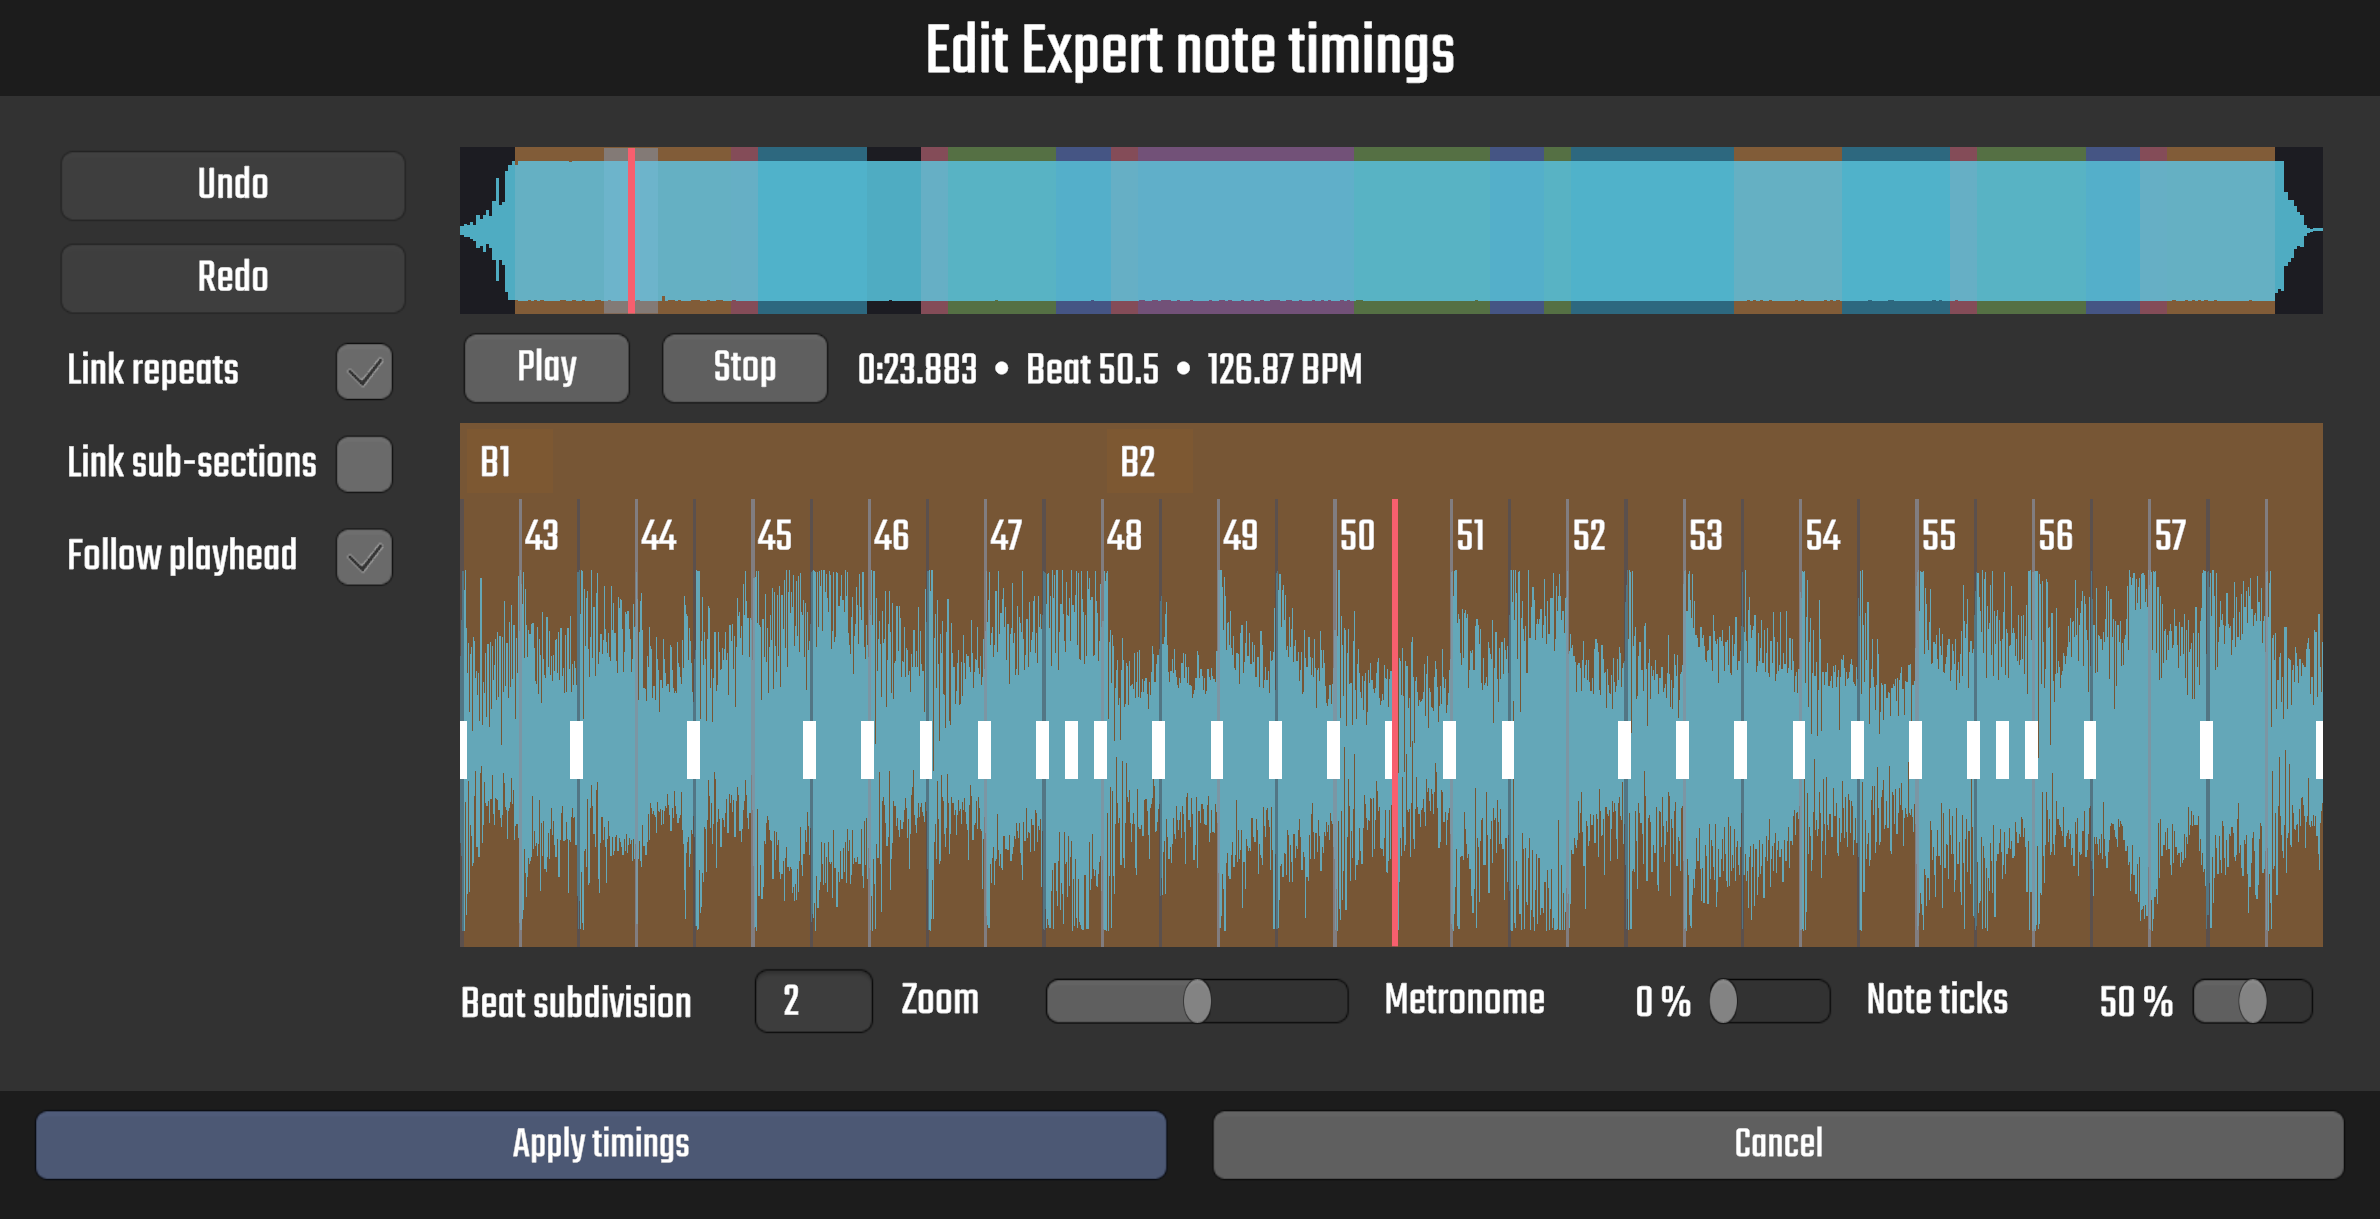 Edit Expert note timings
Undo
Redo
Link repeats
Link sub-sections
Follow playhead
Play Stop 0:23.883 • Beat 50.5 • 126.87 BPM
B1 B2
43 44 45 46 47 48 49 50 51 52 53 54 55 56 57
Beat subdivision 2 Zoom Metronome 0 % Note ticks 50 %
Apply timings Cancel